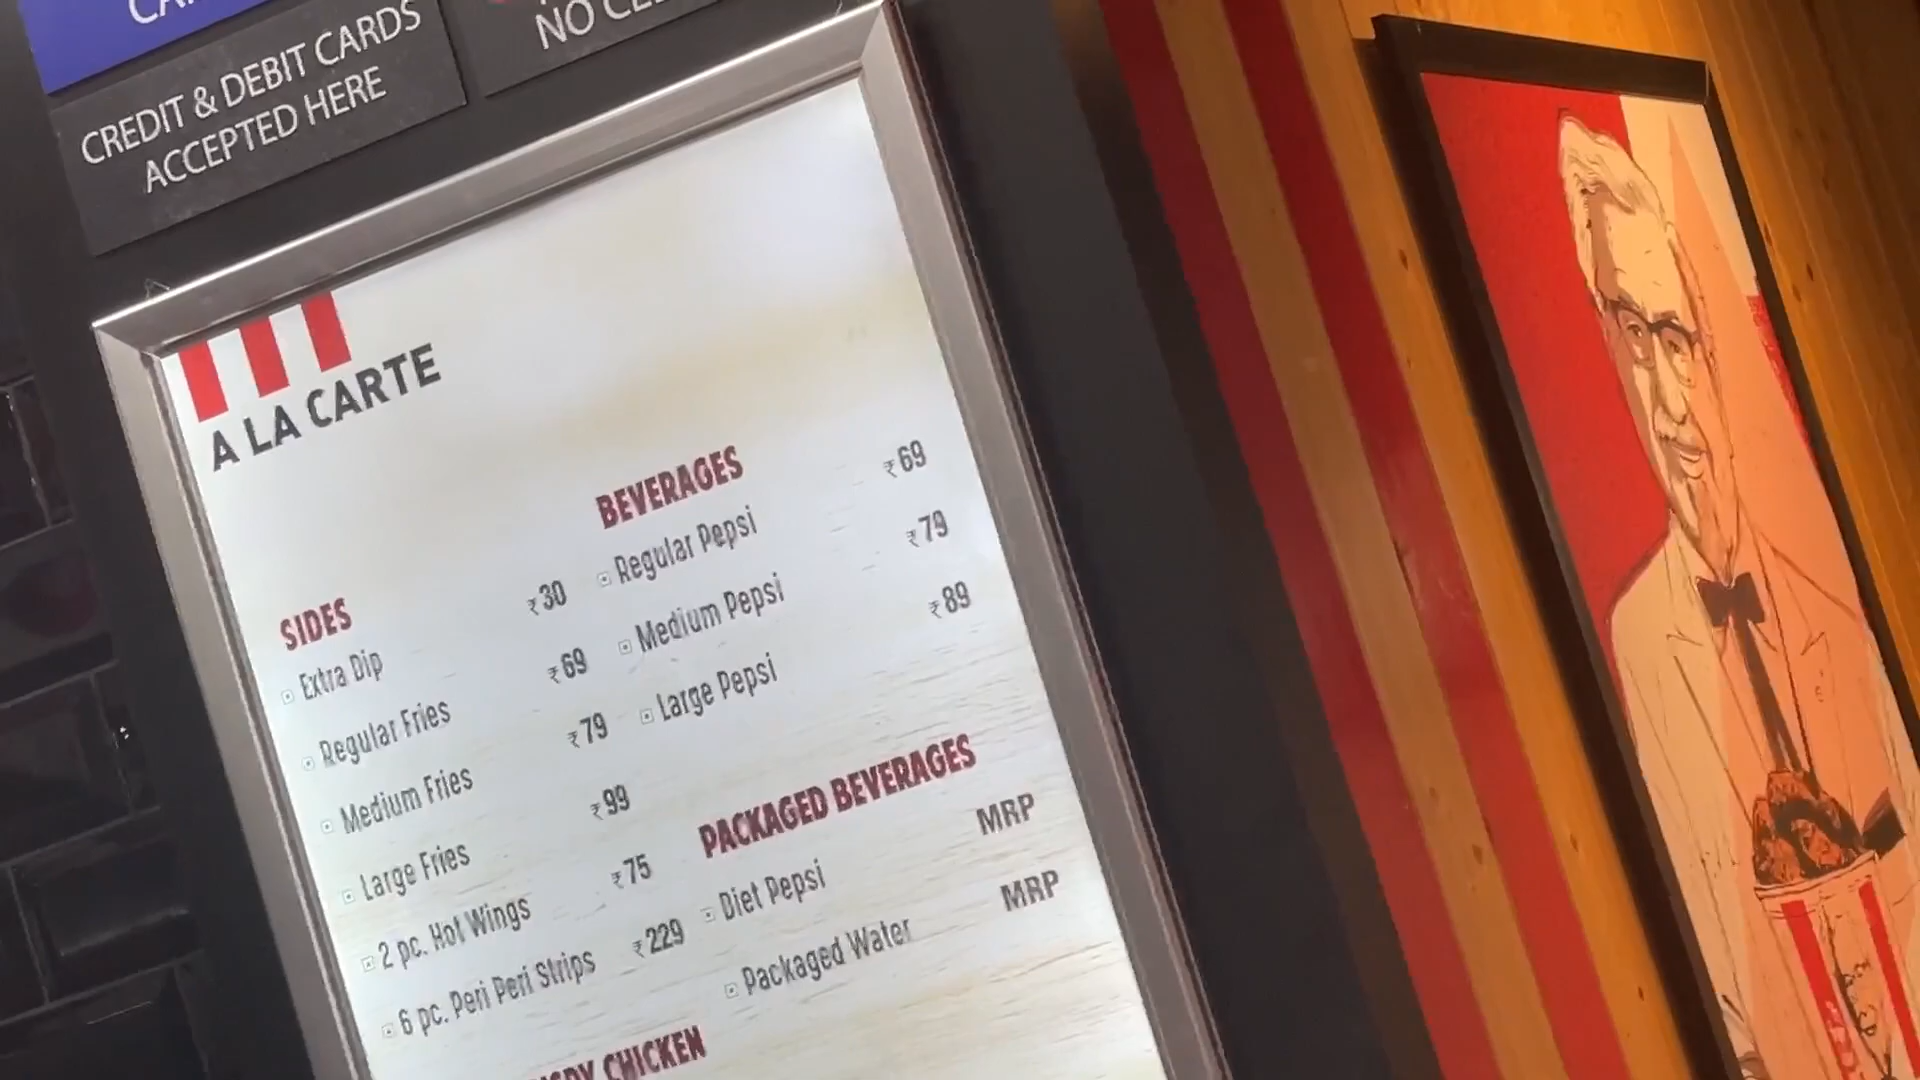 CREDIT & DEBIT CARDS
ACCEPTED HERE
A LA CARTE
SIDES
Extra Dip ₹30
Regular Fries ₹69
Medium Fries ₹79
Large Fries ₹99
2 pc. Hot Wings ₹75
6 pc. Peri Peri Strips ₹229
BEVERAGES
Regular Pepsi ₹69
Medium Pepsi ₹79
Large Pepsi ₹89
PACKAGED BEVERAGES
Diet Pepsi MRP
Packaged Water MRP
CHICKEN